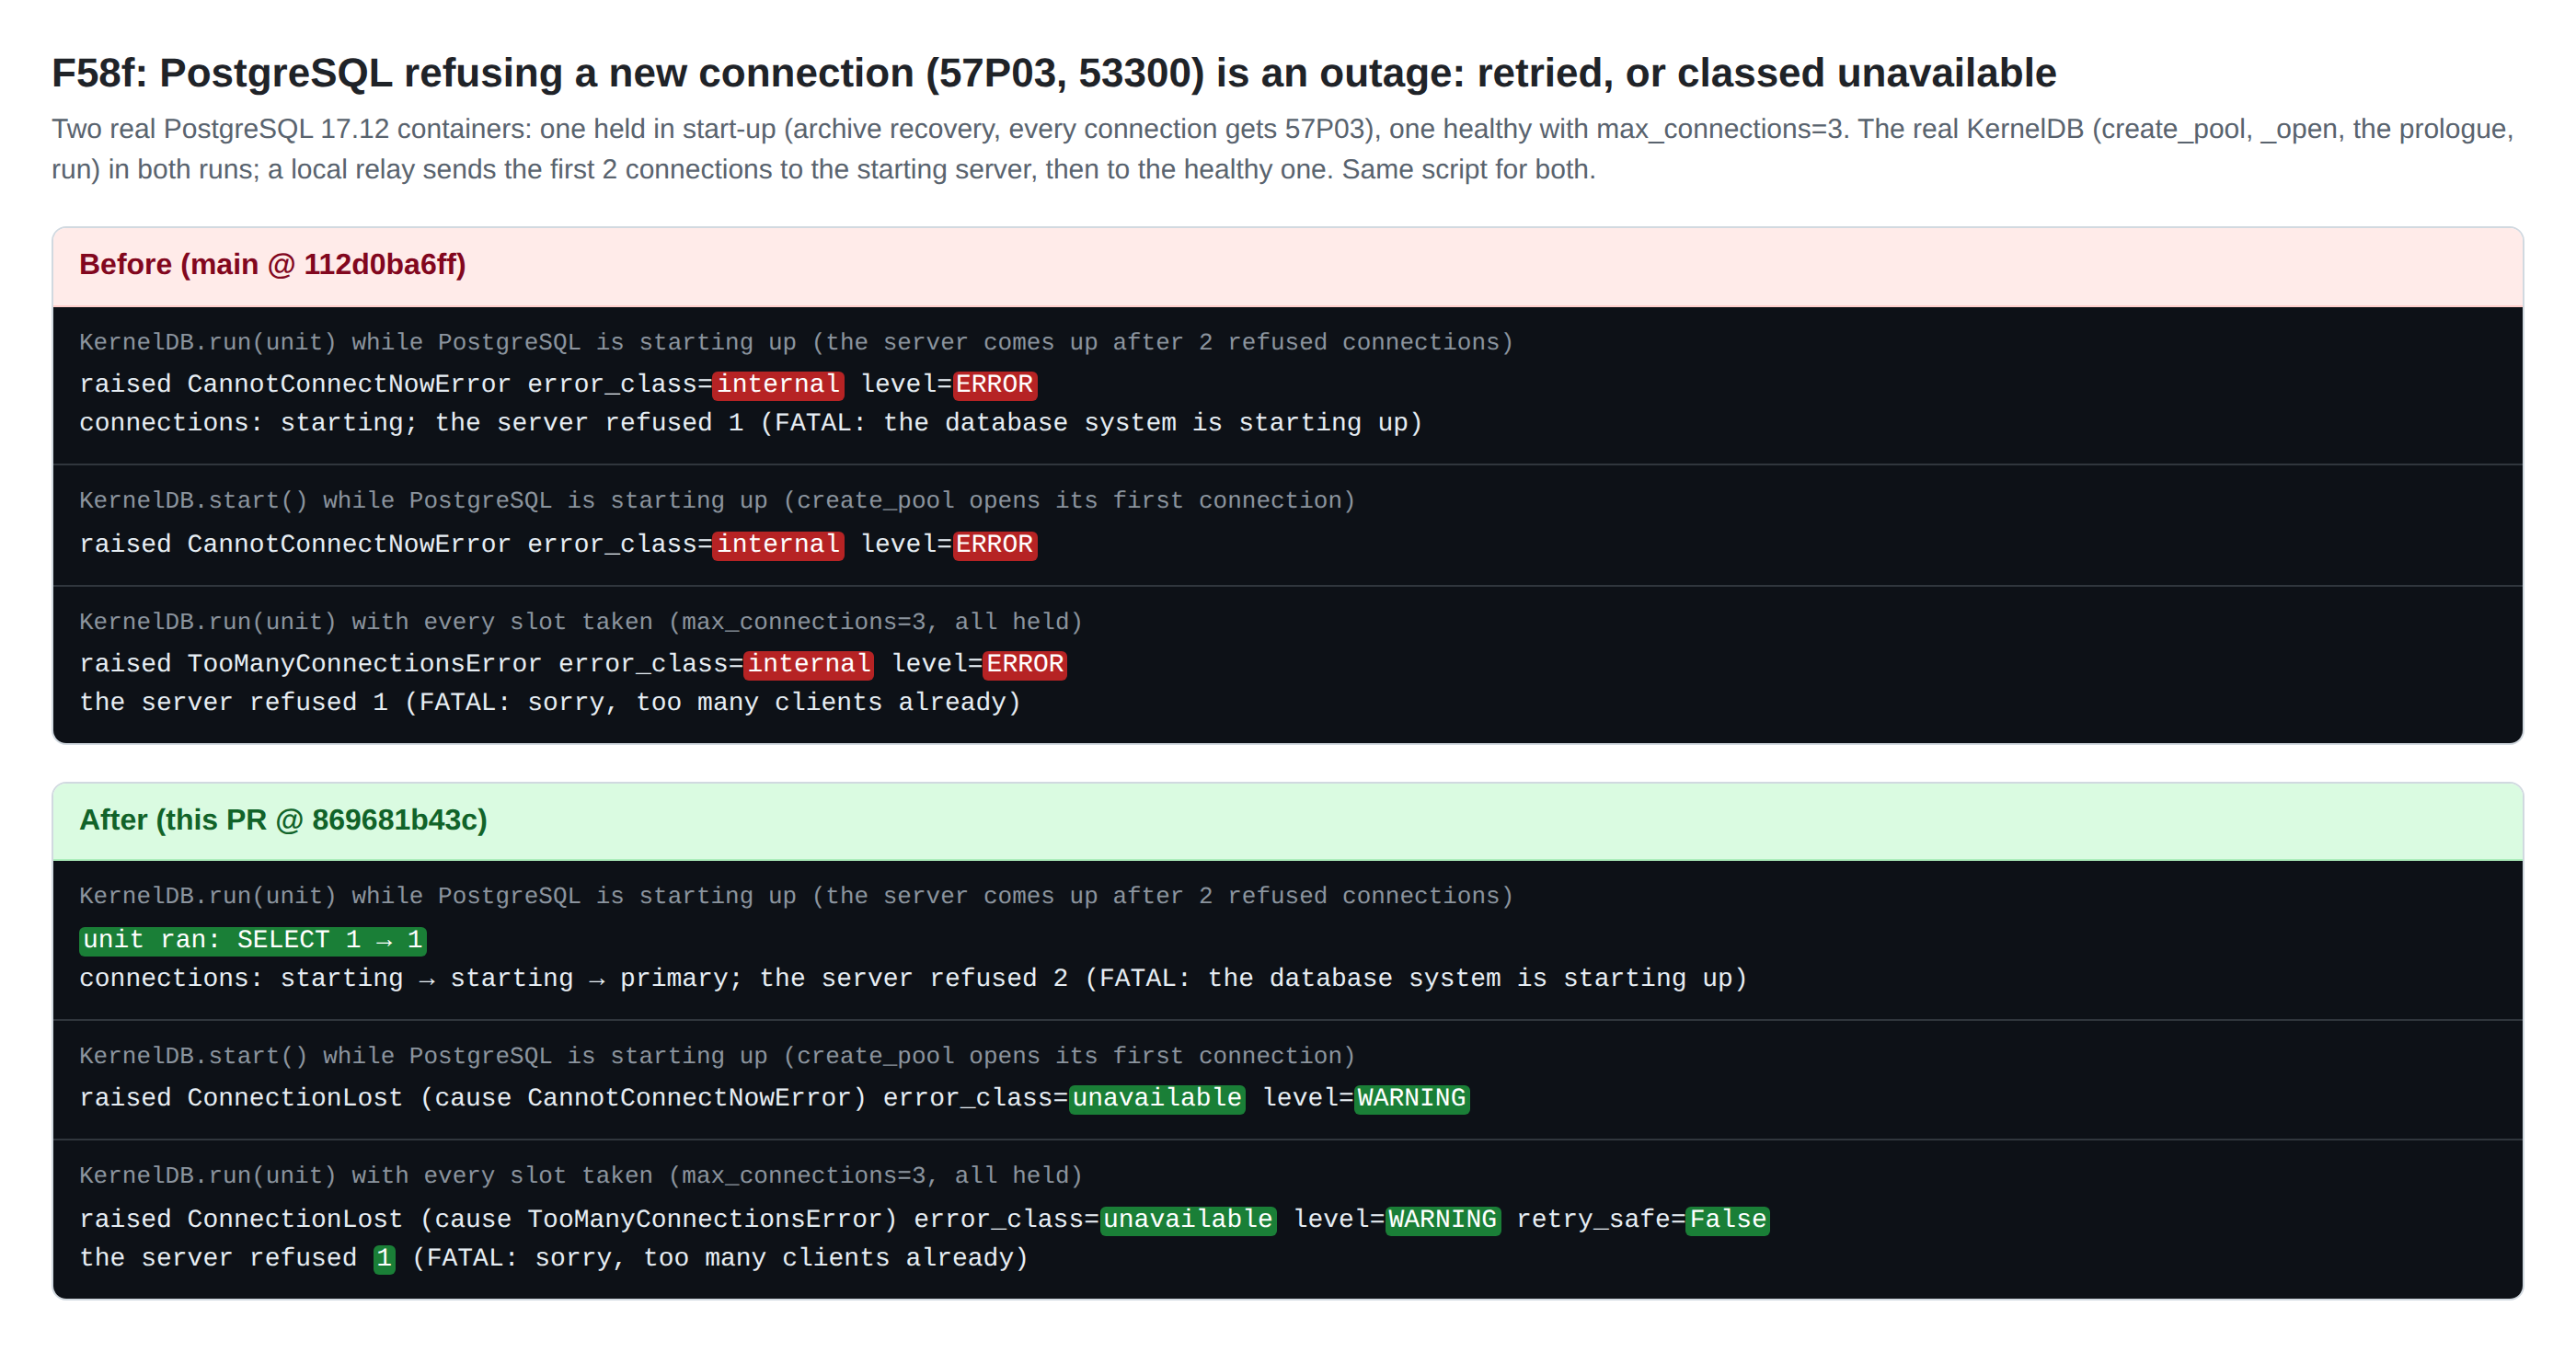 F58f: PostgreSQL refusing a new connection (57P03, 53300) is an outage: retried, or classed unavailable
Two real PostgreSQL 17.12 containers: one held in start-up (archive recovery, every connection gets 57P03), one healthy with max_connections=3. The real KernelDB (create_pool, _open, the prologue,
run) in both runs; a local relay sends the first 2 connections to the starting server, then to the healthy one. Same script for both.
Before (main @ 112d0ba6ff)
KernelDB.run(unit) while PostgreSQL is starting up (the server comes up after 2 refused connections)
raised CannotConnectNowError error_class=internal level=ERROR
connections: starting; the server refused 1 (FATAL: the database system is starting up)
KernelDB.start() while PostgreSQL is starting up (create_pool opens its first connection)
raised CannotConnectNowError error_class=internal level=ERROR
KernelDB.run(unit) with every slot taken (max_connections=3, all held)
raised TooManyConnectionsError error_class=internal level=ERROR
the server refused 1 (FATAL: sorry, too many clients already)
After (this PR @ 869681b43c)
KernelDB.run(unit) while PostgreSQL is starting up (the server comes up after 2 refused connections)
unit ran: SELECT 1 → 1
connections: starting → starting → primary; the server refused 2 (FATAL: the database system is starting up)
KernelDB.start() while PostgreSQL is starting up (create_pool opens its first connection)
raised ConnectionLost (cause CannotConnectNowError) error_class=unavailable level=WARNING
KernelDB.run(unit) with every slot taken (max_connections=3, all held)
raised ConnectionLost (cause TooManyConnectionsError) error_class=unavailable level=WARNING retry_safe=False
the server refused 1 (FATAL: sorry, too many clients already)